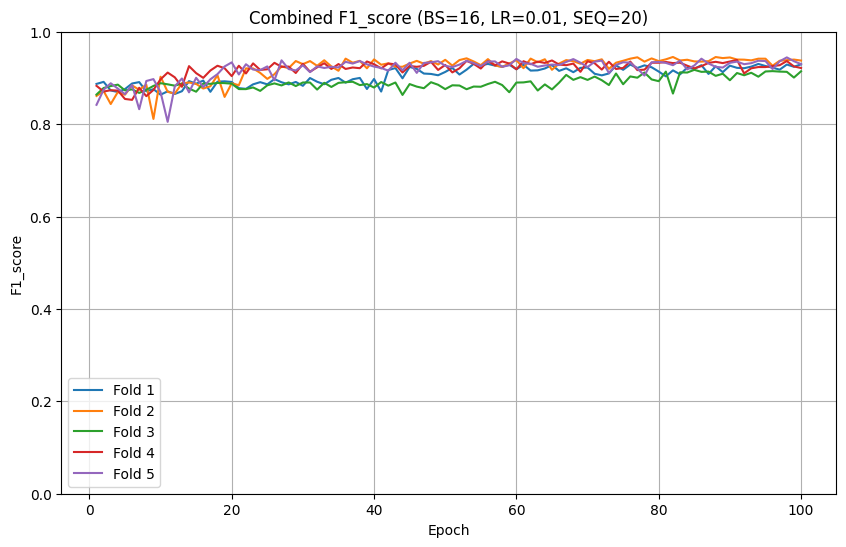 Combined F1_score (BS=16, LR=0.01, SEQ=20)
F1_score
1.0
0.8
0.6
0.4
0.2
0.0
Fold 1
Fold 2
Fold 3
Fold 4
Fold 5
0 20 40 60 80 100
Epoch